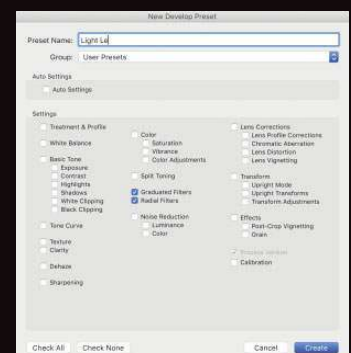 New Develop Preset
Preset Name: Light Le
Group: User Presets
Auto Settings
Auto Settings
Settings
Treatment & Profile
White Balance
Basic Tone
Exposure
Contrast
Highlights
Shadows
White Clipping
Black Clipping
Tone Curve
Texture
Clarity
Dehaze
Sharpening
Color
Saturation
Vibrance
Color Adjustments
Split Toning
Graduated Filters
Radial Filters
Noise Reduction
Luminance
Color
Lens Corrections
Lens Profile Corrections
Chromatic Aberration
Lens Distortion
Lens Vignetting
Transform
Upright Mode
Upright Transforms
Transform Adjustments
Effects
Post-Crop Vignetting
Grain
Process Version
Calibration
Check All Check None Cancel Create